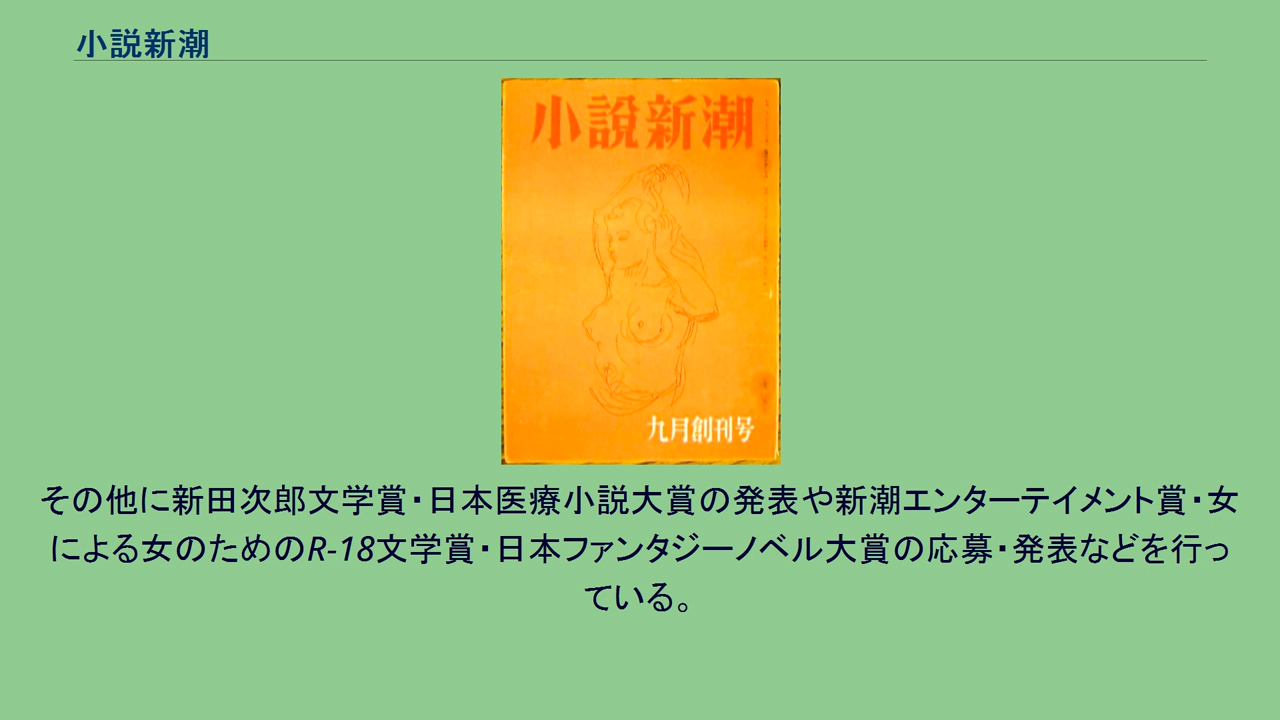 小説新潮
小說新潮
九月創刊号
その他に新田次郎文学賞・日本医療小説大賞の発表や新潮エンターテイメント賞・女
による女のためのR-18文学賞・日本ファンタジーノベル大賞の応募・発表などを行っ
ている。